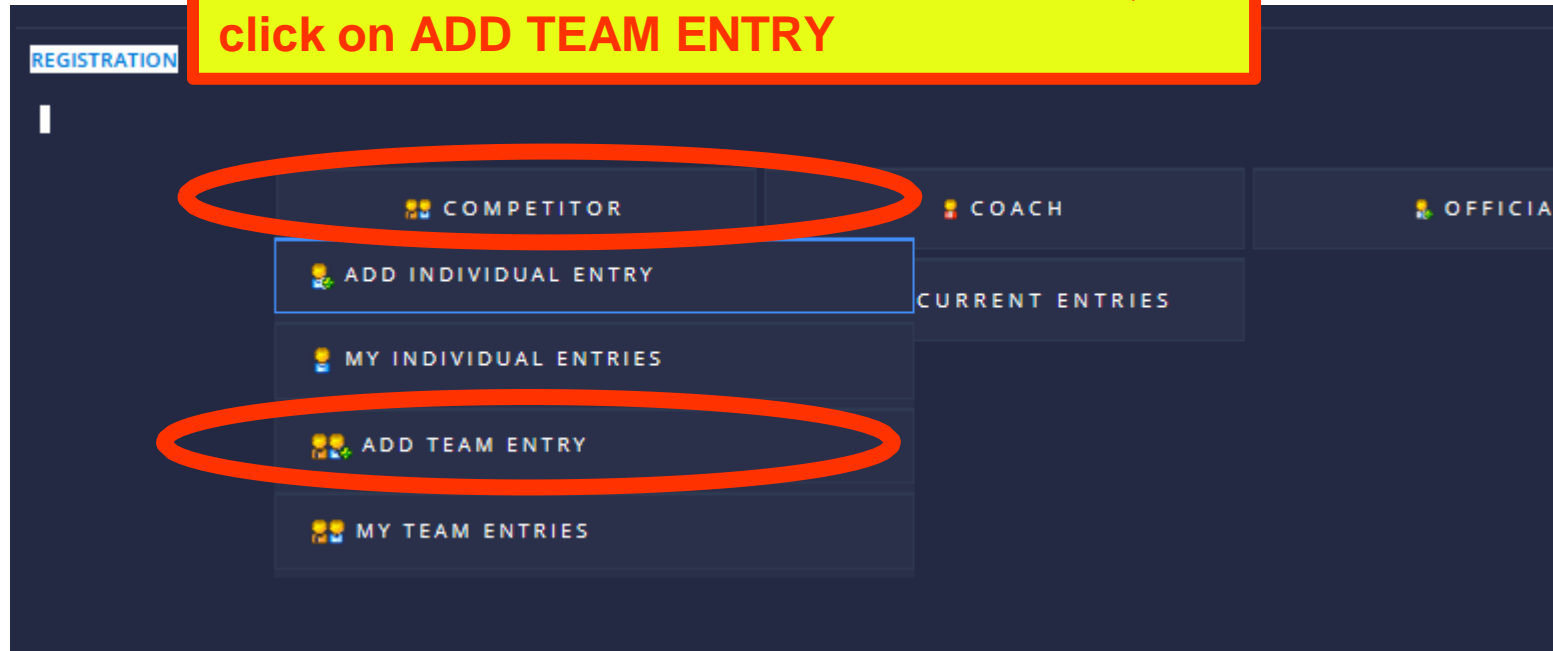 click on ADD TEAM ENTRY
REGISTRATION
COMPETITOR
COACH
OFFICIA
ADD INDIVIDUAL ENTRY
CURRENT ENTRIES
MY INDIVIDUAL ENTRIES
ADD TEAM ENTRY
MY TEAM ENTRIES